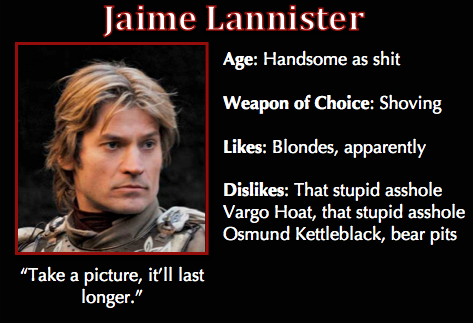 Jaime Lannister
Age: Handsome as shit
Weapon of Choice: Shoving
Likes: Blondes, apparently
Dislikes: That stupid asshole
Vargo Hoat, that stupid asshole
Osmund Kettleblack, bear pits
“Take a picture, it’ll last
longer.”